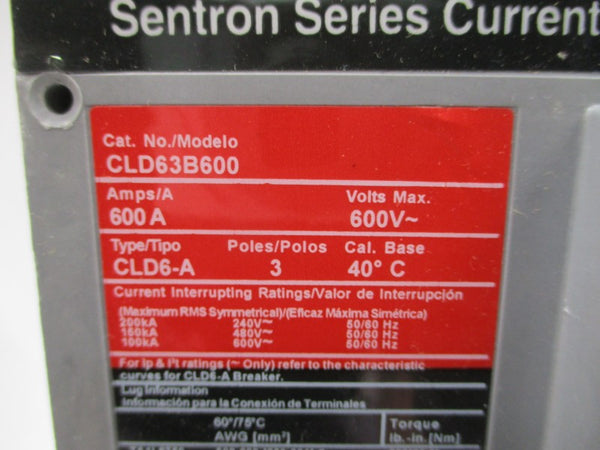 Sentron Series Current
Cat. No./Modelo
CLD63B600
Amps/A Volts Max.
600 A 600V~
Type/Tipo Poles/Polos Cal. Base
CLD6-A 3 40° C
Current Interrupting Ratings/Valor de Interrupción
(Maximum RMS Symmetrical)/(Eficaz Máxima Simétrica)
200kA 240V~ 50/60 Hz
150kA 480V~ 50/60 Hz
100kA 600V~ 50/60 Hz
For Ip & I²t ratings (~ Only) refer to the characteristic
curves for CLD6-A Breaker.
Lug Information
Información para la Conexión de Terminales
60°/75°C Torque
AWG [mm²] lb.-in.[Nm]